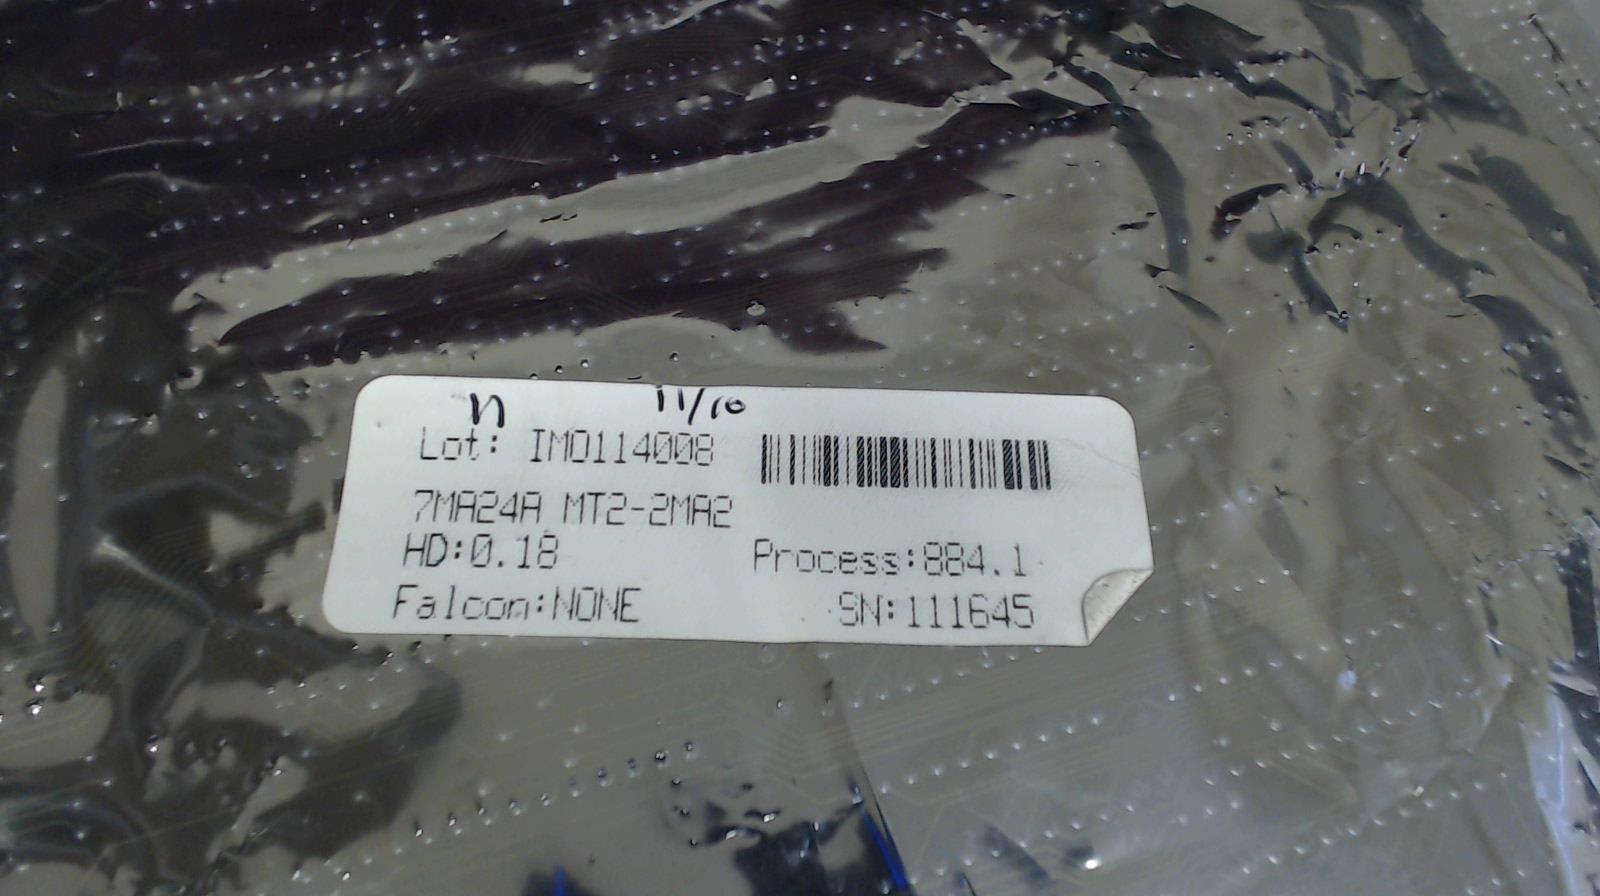 n 11/10
Lot: IM0114008
7MA24A MT2-2MA2
HD:0.18 Process:884.1
Falcon:NONE SN:111645